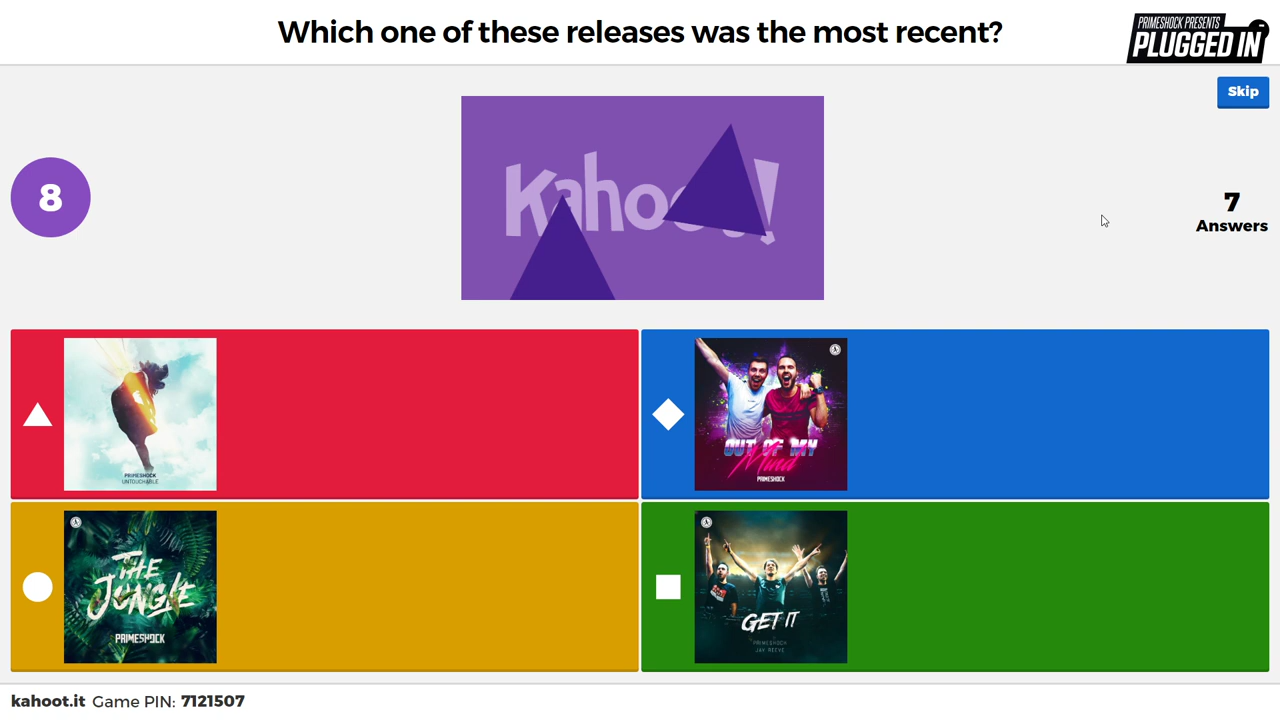 Which one of these releases was the most recent?
PRIMESHOCK PRESENTS
PLUGGED IN
Skip
8
Kahoot!
7
Answers
PRIMESHOCK
UNTOUCHABLE
OUT OF MY
Mind
PRIMESHOCK
THE
JUNGLE
PRIMESHOCK
GET IT
PRIMESHOCK
JAY REEVE
kahoot.it Game PIN: 7121507